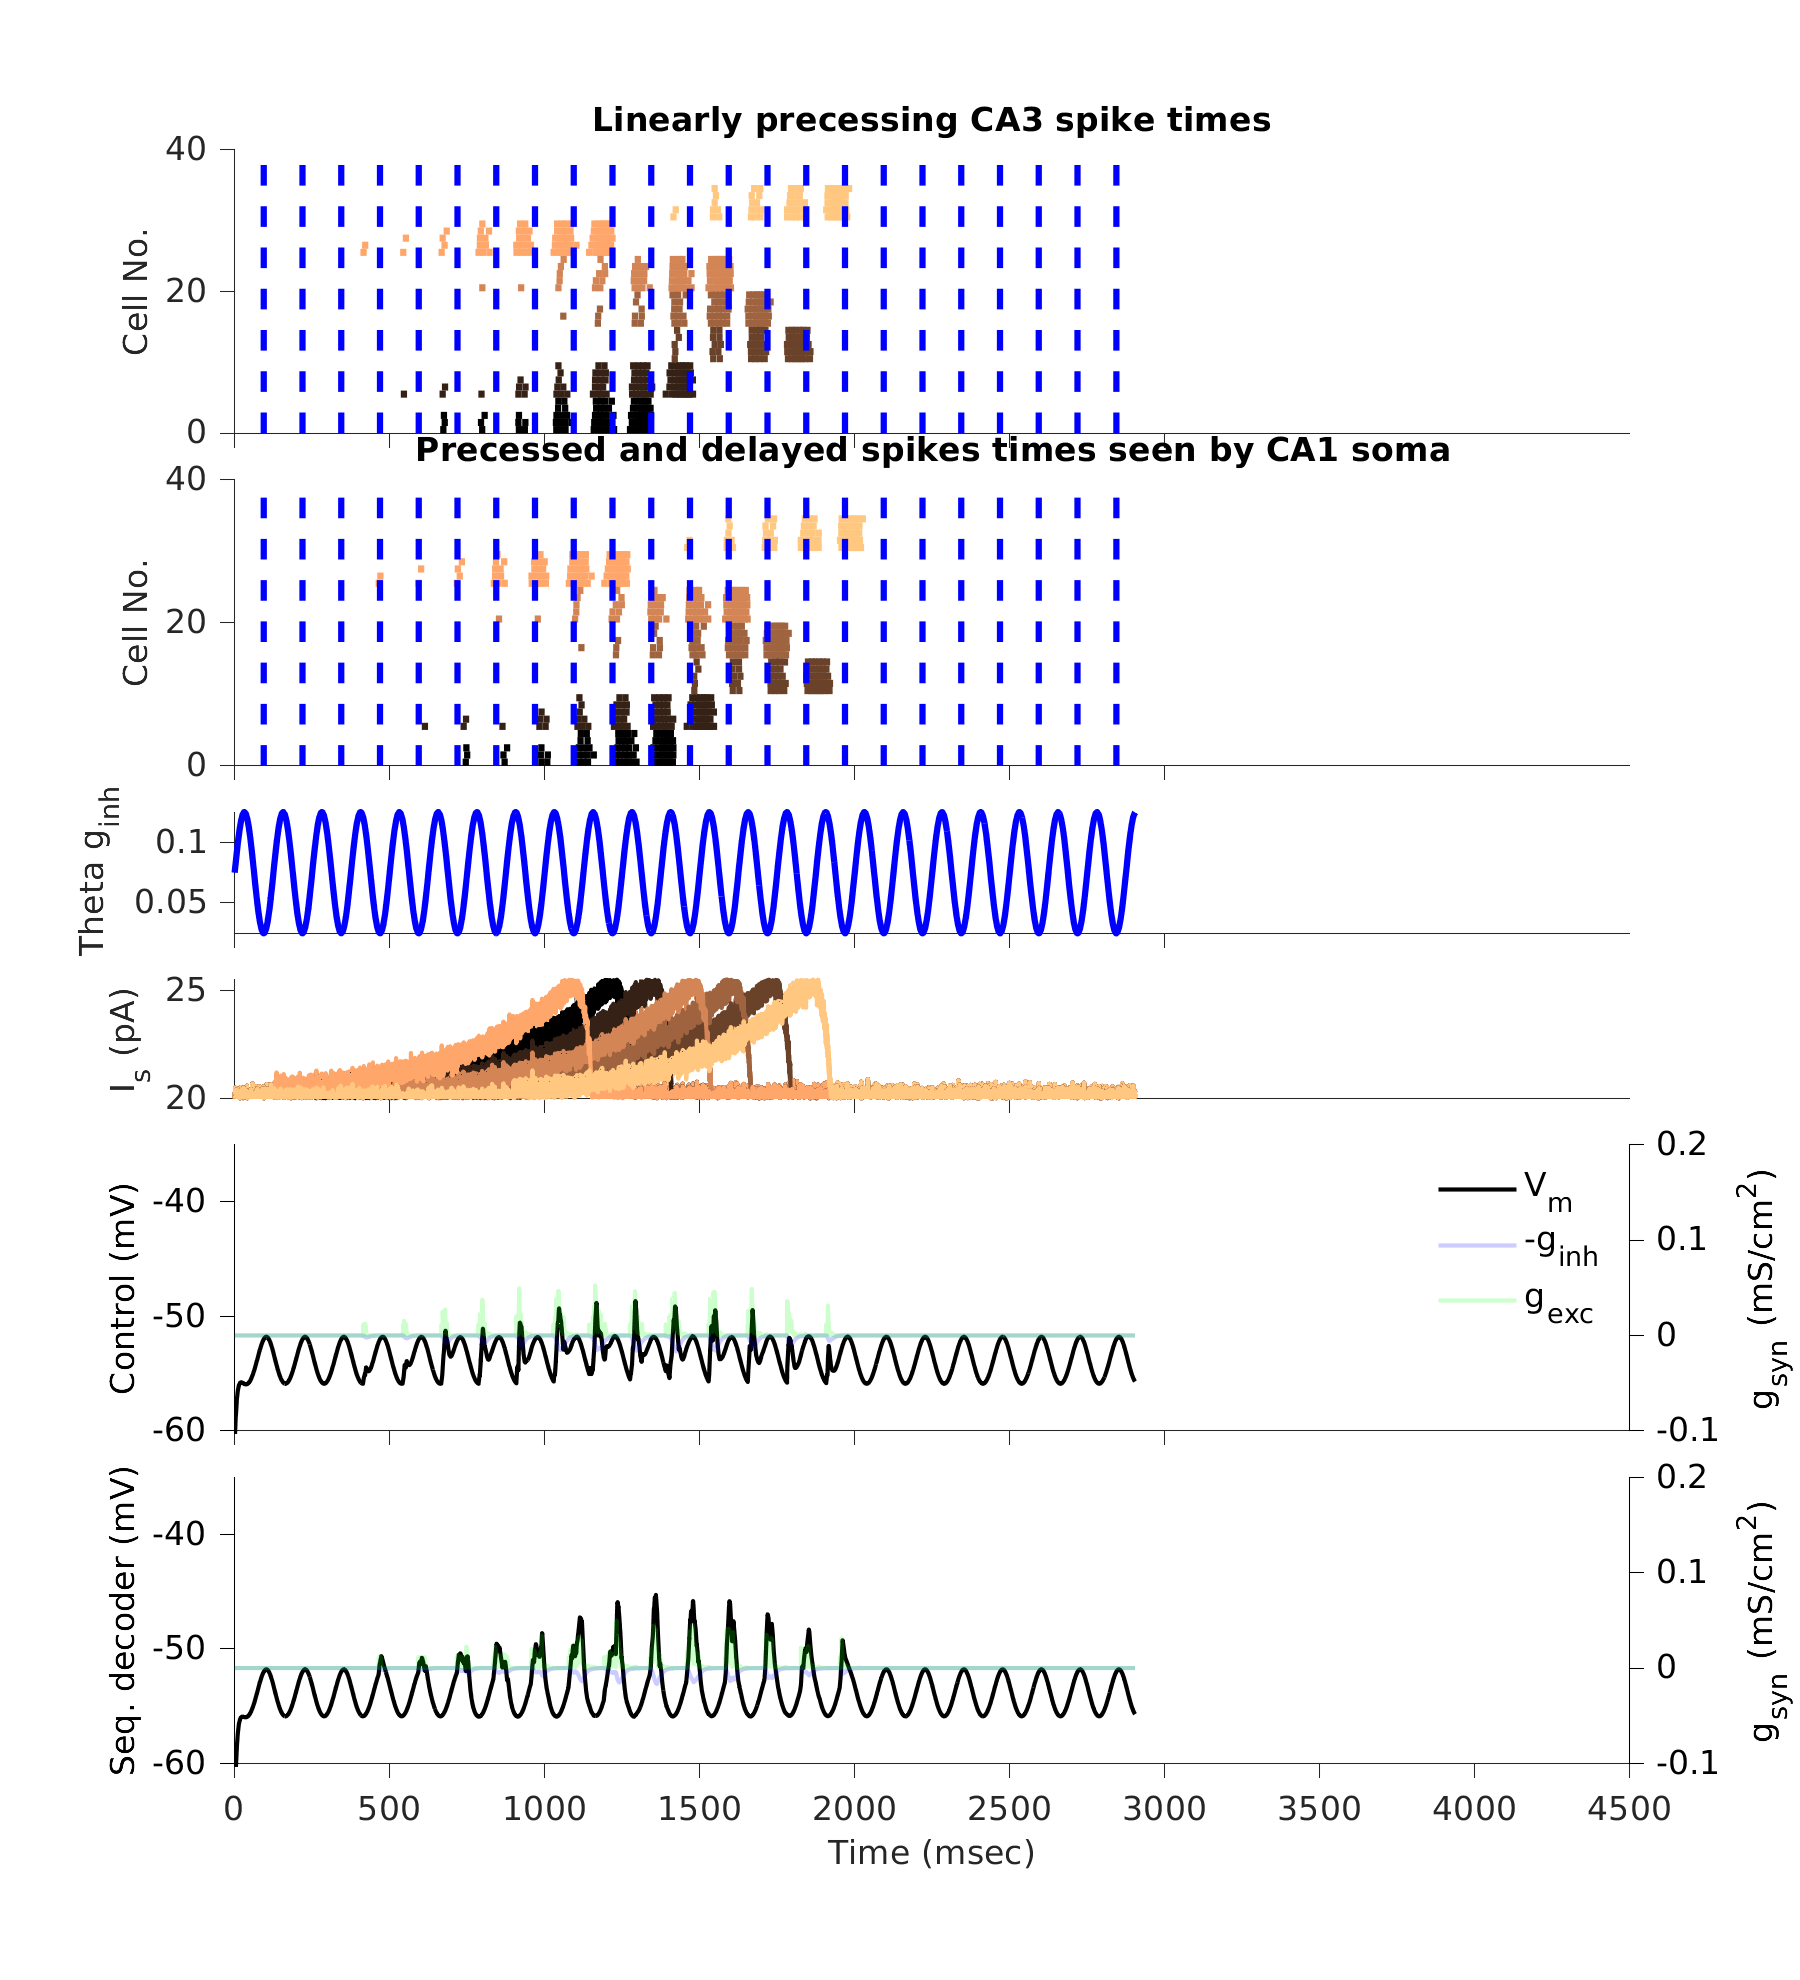 Linearly precessing CA3 spike times
40
20
0
Cell No.
Precessed and delayed spikes times seen by CA1 soma
40
20
0
Cell No.
0.1
0.05
Theta g_inh
25
20
I_s (pA)
-40
-50
-60
Control (mV)
V_m
-g_inh
g_exc
0.2
0.1
0
-0.1
g_syn (mS/cm^2)
-40
-50
-60
Seq. decoder (mV)
0.2
0.1
0
-0.1
g_syn (mS/cm^2)
0 500 1000 1500 2000 2500 3000 3500 4000 4500
Time (msec)